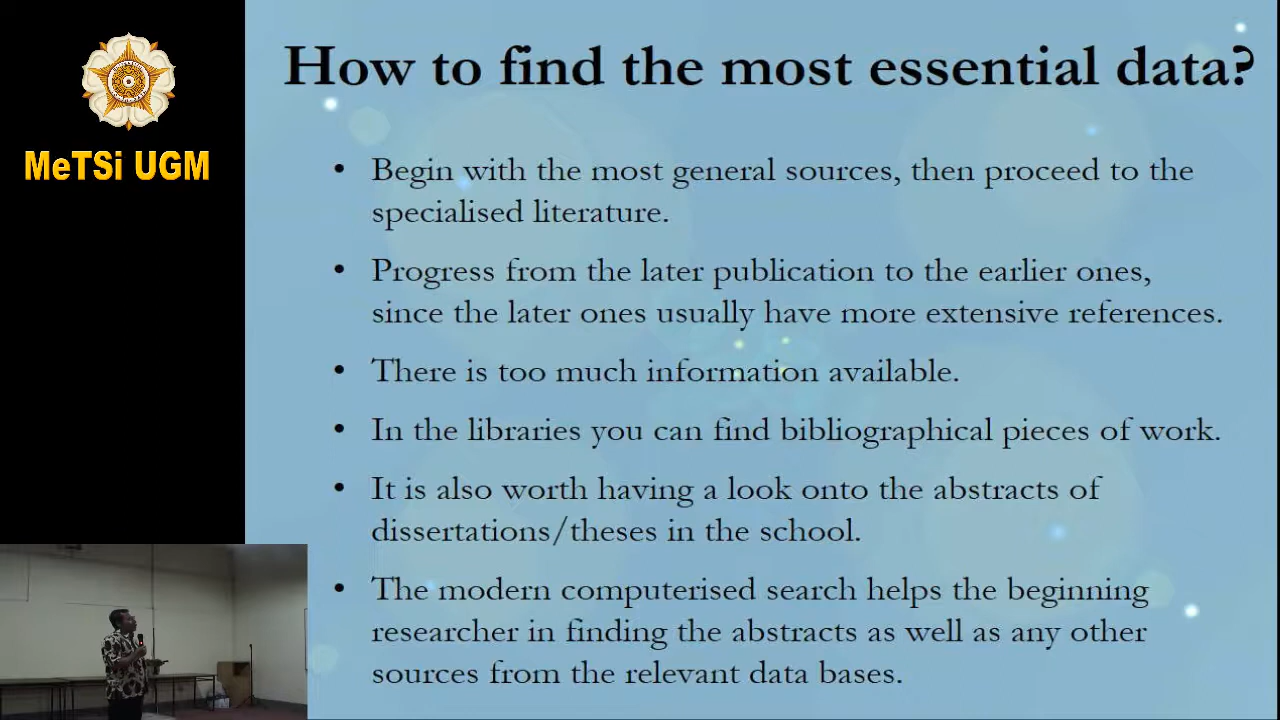 How to find the most essential data?
MeTSi UGM
• Begin with the most general sources, then proceed to the
specialised literature.
• Progress from the later publication to the earlier ones,
since the later ones usually have more extensive references.
• There is too much information available.
• In the libraries you can find bibliographical pieces of work.
• It is also worth having a look onto the abstracts of
dissertations/theses in the school.
• The modern computerised search helps the beginning
researcher in finding the abstracts as well as any other
sources from the relevant data bases.